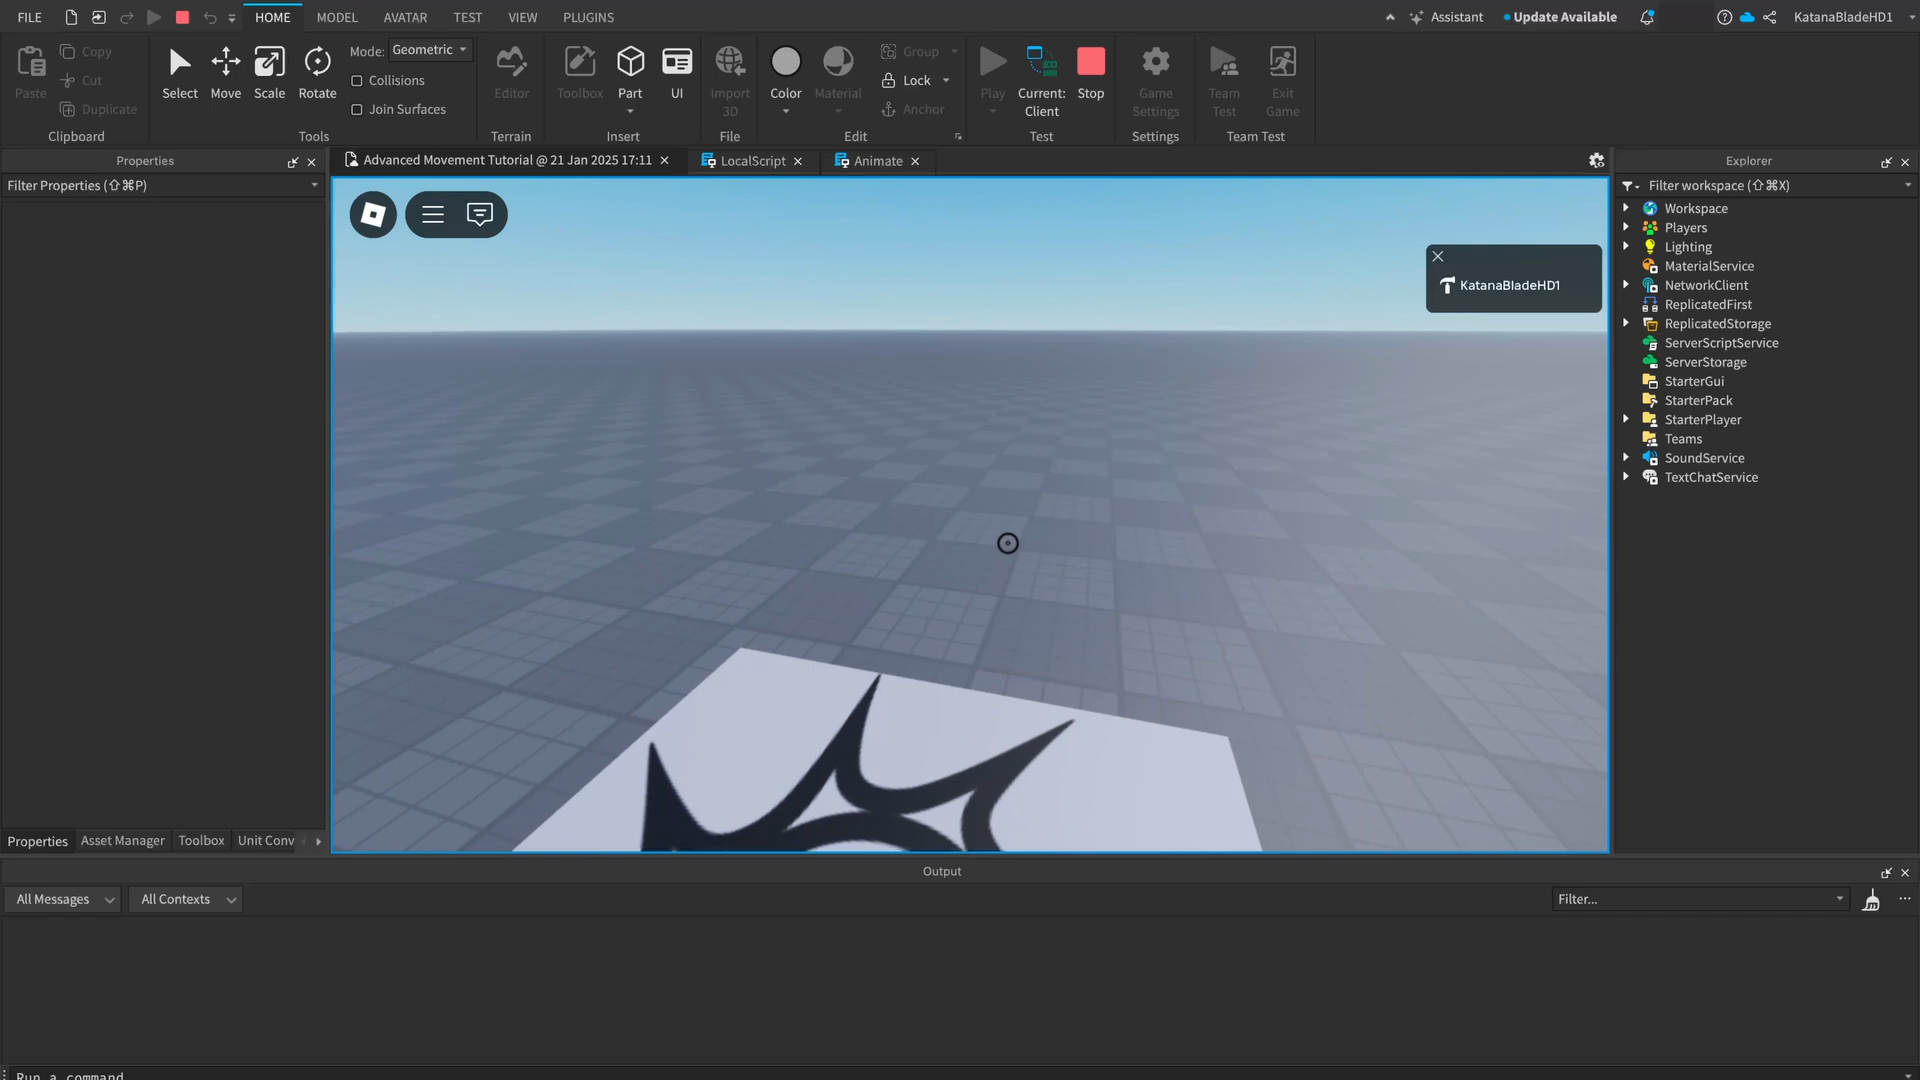 FILE HOME MODEL AVATAR TEST VIEW PLUGINS Assistant Update Available KatanaBladeHD1
Paste Copy Cut Duplicate
Clipboard
Select Move Scale Rotate
Mode: Geometric
Collisions
Join Surfaces
Tools
Editor
Terrain
Toolbox Part UI
Insert
Import 3D
File
Color Material Group Lock Anchor
Edit
Play Current: Client Stop
Test
Game Settings
Settings
Team Test Exit Game
Team Test
Properties
Filter Properties (⇧⌘P)
Advanced Movement Tutorial @ 21 Jan 2025 17:11 LocalScript Animate
KatanaBladeHD1
Explorer
Filter workspace (⇧⌘X)
Workspace
Players
Lighting
MaterialService
NetworkClient
ReplicatedFirst
ReplicatedStorage
ServerScriptService
ServerStorage
StarterGui
StarterPack
StarterPlayer
Teams
SoundService
TextChatService
Properties Asset Manager Toolbox Unit Conv
Output
All Messages All Contexts Filter...
Run a command